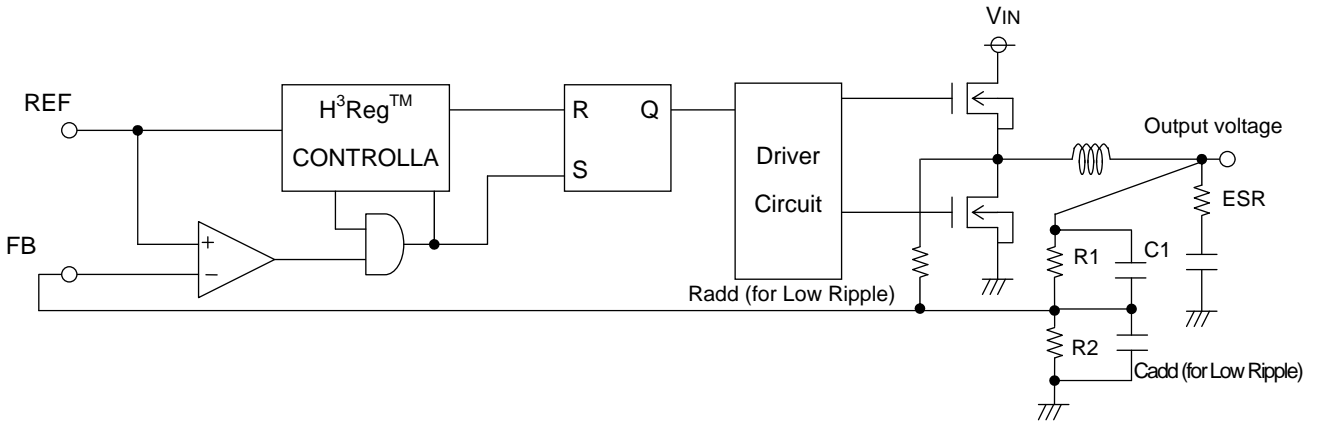 VIN
REF
H³Reg™
CONTROLLA
R
Q
S
Driver
Circuit
Output voltage
ESR
FB
+
−
R1
C1
Radd (for Low Ripple)
R2
Cadd (for Low Ripple)